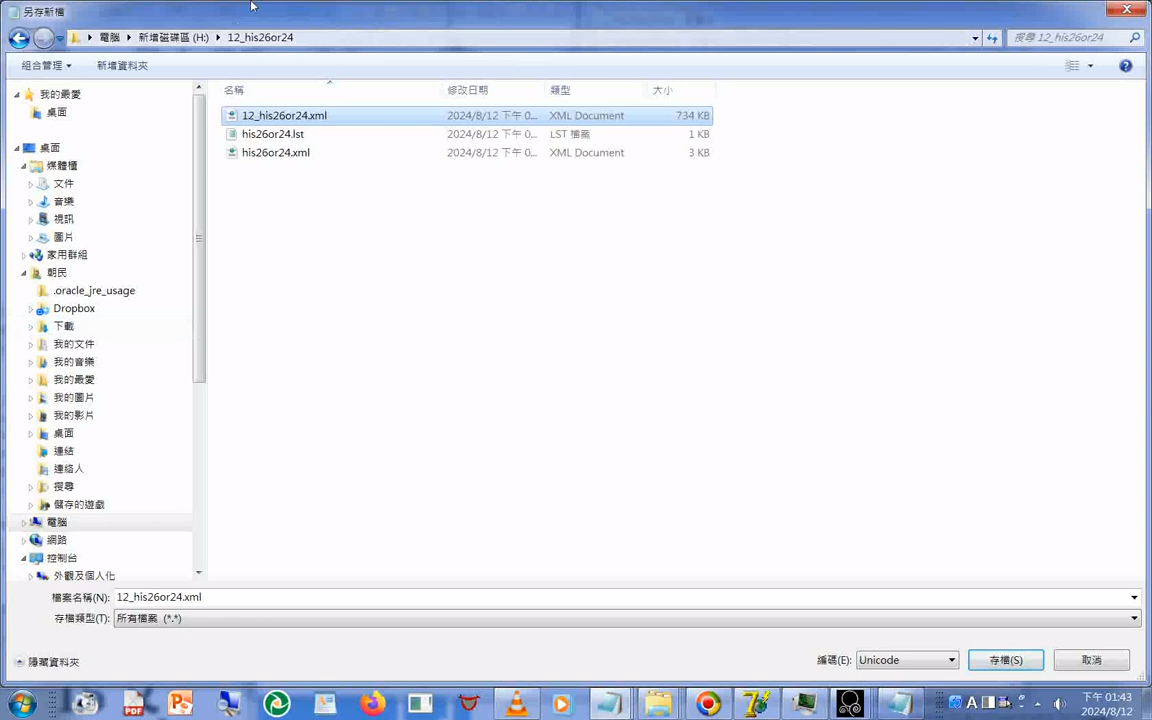 另存新檔
電腦 新增磁碟區 (H:) 12_his26or24
搜尋 12_his26or24
組合管理 新增資料夾
名稱 修改日期 類型 大小
12_his26or24.xml 2024/8/12 下午 0... XML Document 734 KB
his26or24.lst 2024/8/12 下午 0... LST 檔案 1 KB
his26or24.xml 2024/8/12 下午 0... XML Document 3 KB
我的最愛
桌面
桌面
媒體櫃
文件
音樂
視訊
圖片
家用群組
朝民
.oracle_jre_usage
Dropbox
下載
我的文件
我的音樂
我的最愛
我的圖片
我的影片
桌面
連結
連絡人
搜尋
儲存的遊戲
電腦
網路
控制台
外觀及個人化
檔案名稱(N): 12_his26or24.xml
存檔類型(T): 所有檔案 (*.*)
隱藏資料夾
編碼(E): Unicode 存檔(S) 取消
PDF
A
下午 01:43
2024/8/12